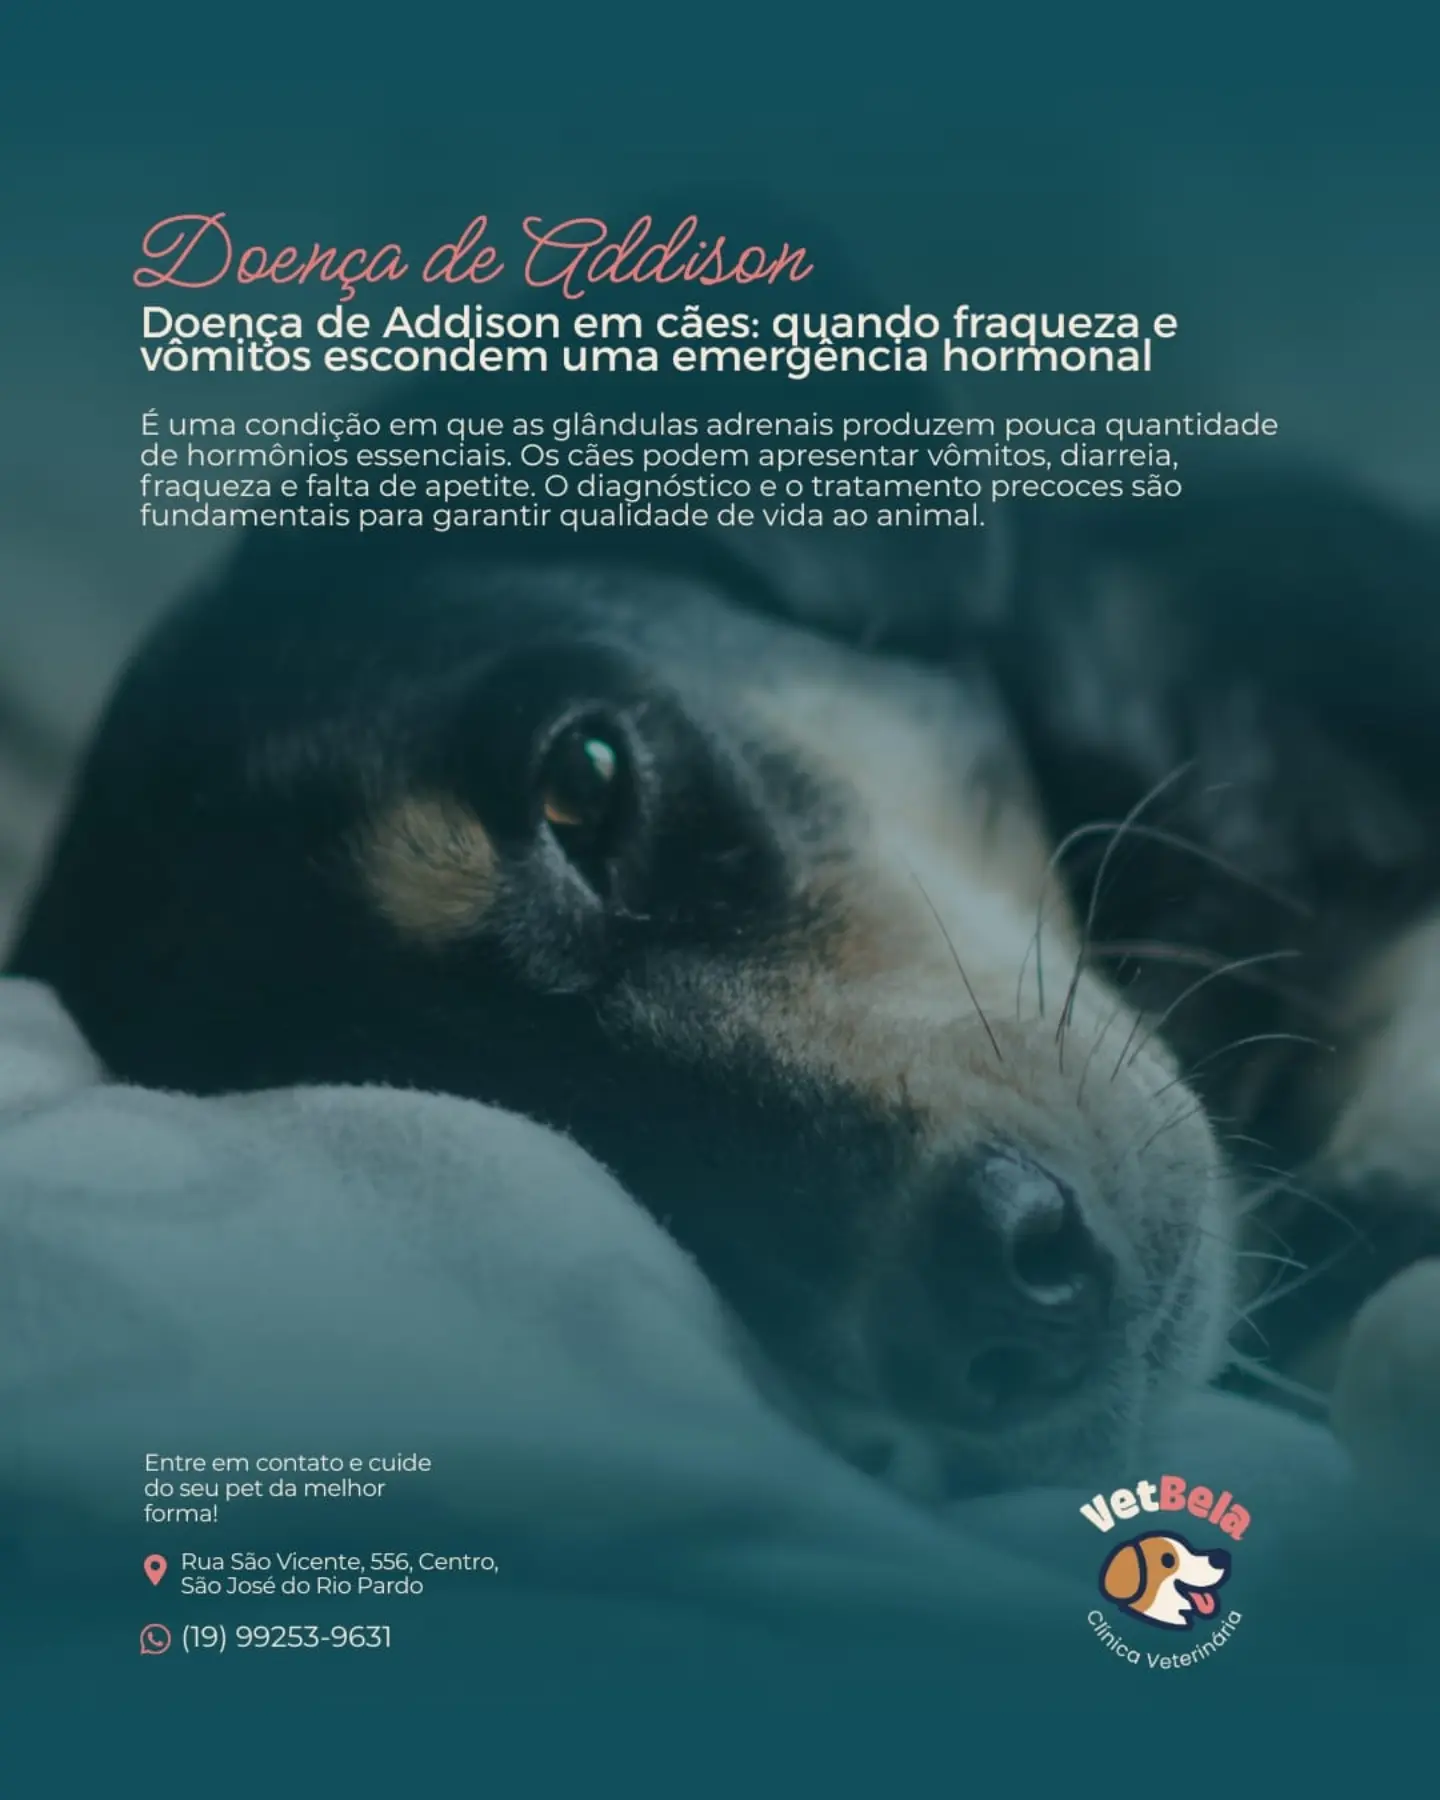 Doença de Addison
Doença de Addison em cães: quando fraqueza e
vômitos escondem uma emergência hormonal
É uma condição em que as glândulas adrenais produzem pouca quantidade
de hormônios essenciais. Os cães podem apresentar vômitos, diarreia,
fraqueza e falta de apetite. O diagnóstico e o tratamento precoces são
fundamentais para garantir qualidade de vida ao animal.
Entre em contato e cuide
do seu pet da melhor
forma!
Rua São Vicente, 556, Centro,
São José do Rio Pardo
(19) 99253-9631
VetBela
Clínica Veterinária